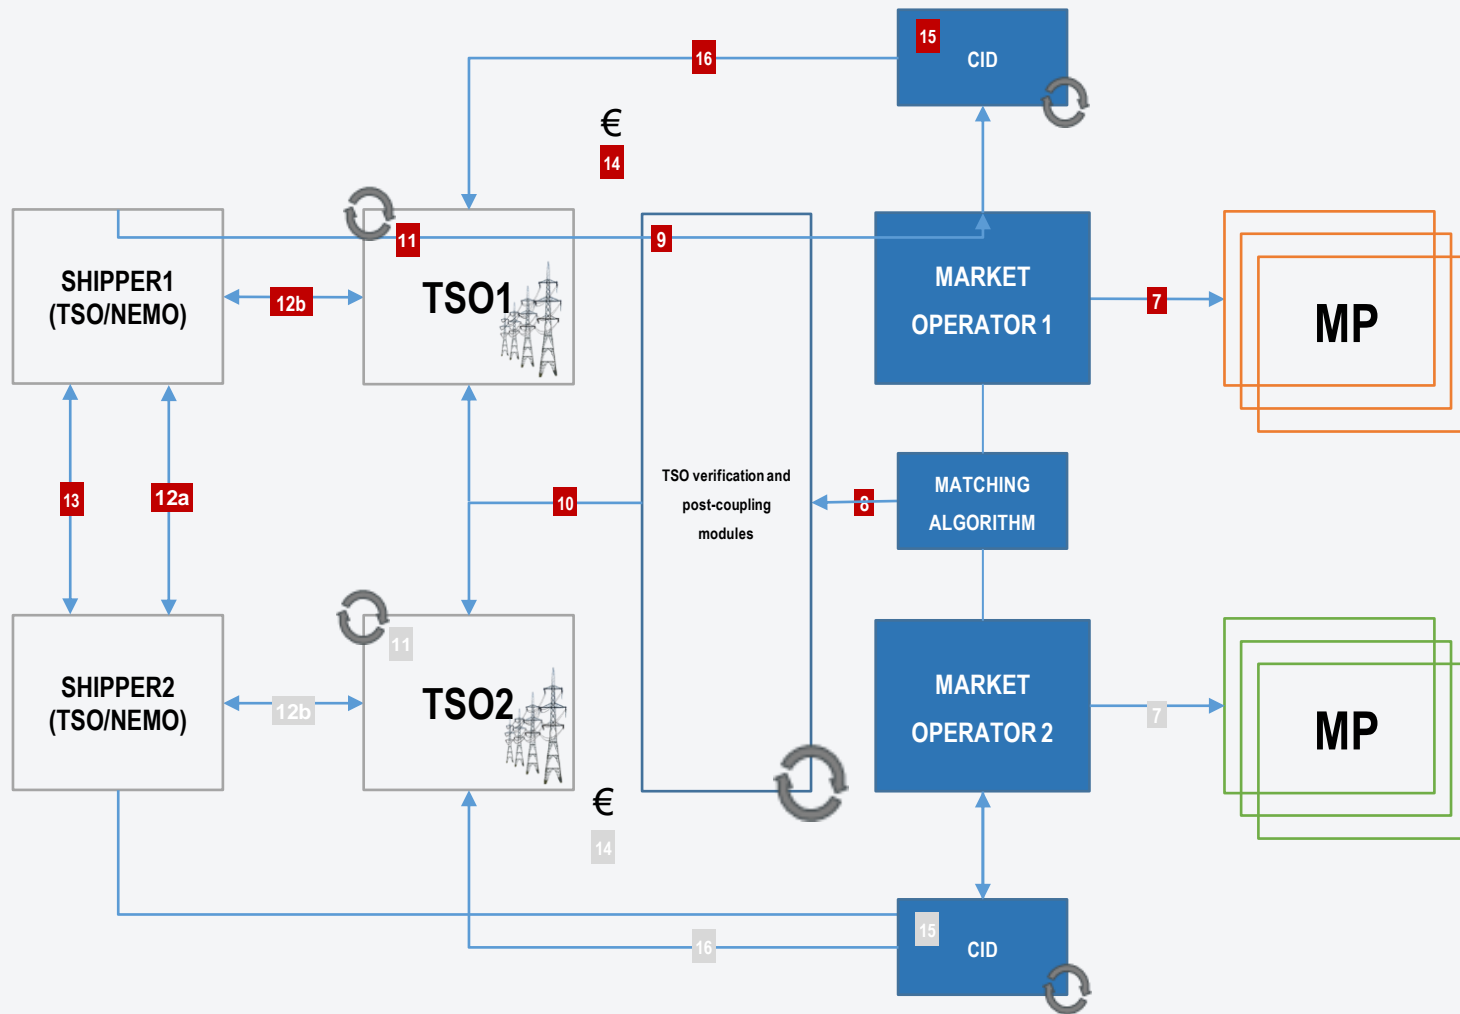 15
CID
16
€
14
11
9
SHIPPER1
(TSO/NEMO)
12b
TSO1
MARKET
OPERATOR 1
7
MP
13
12a
10
TSO verification and
post-coupling
modules
8
MATCHING
ALGORITHM
11
SHIPPER2
(TSO/NEMO)
12b
TSO2
MARKET
OPERATOR 2
7
MP
€
14
15
16
CID